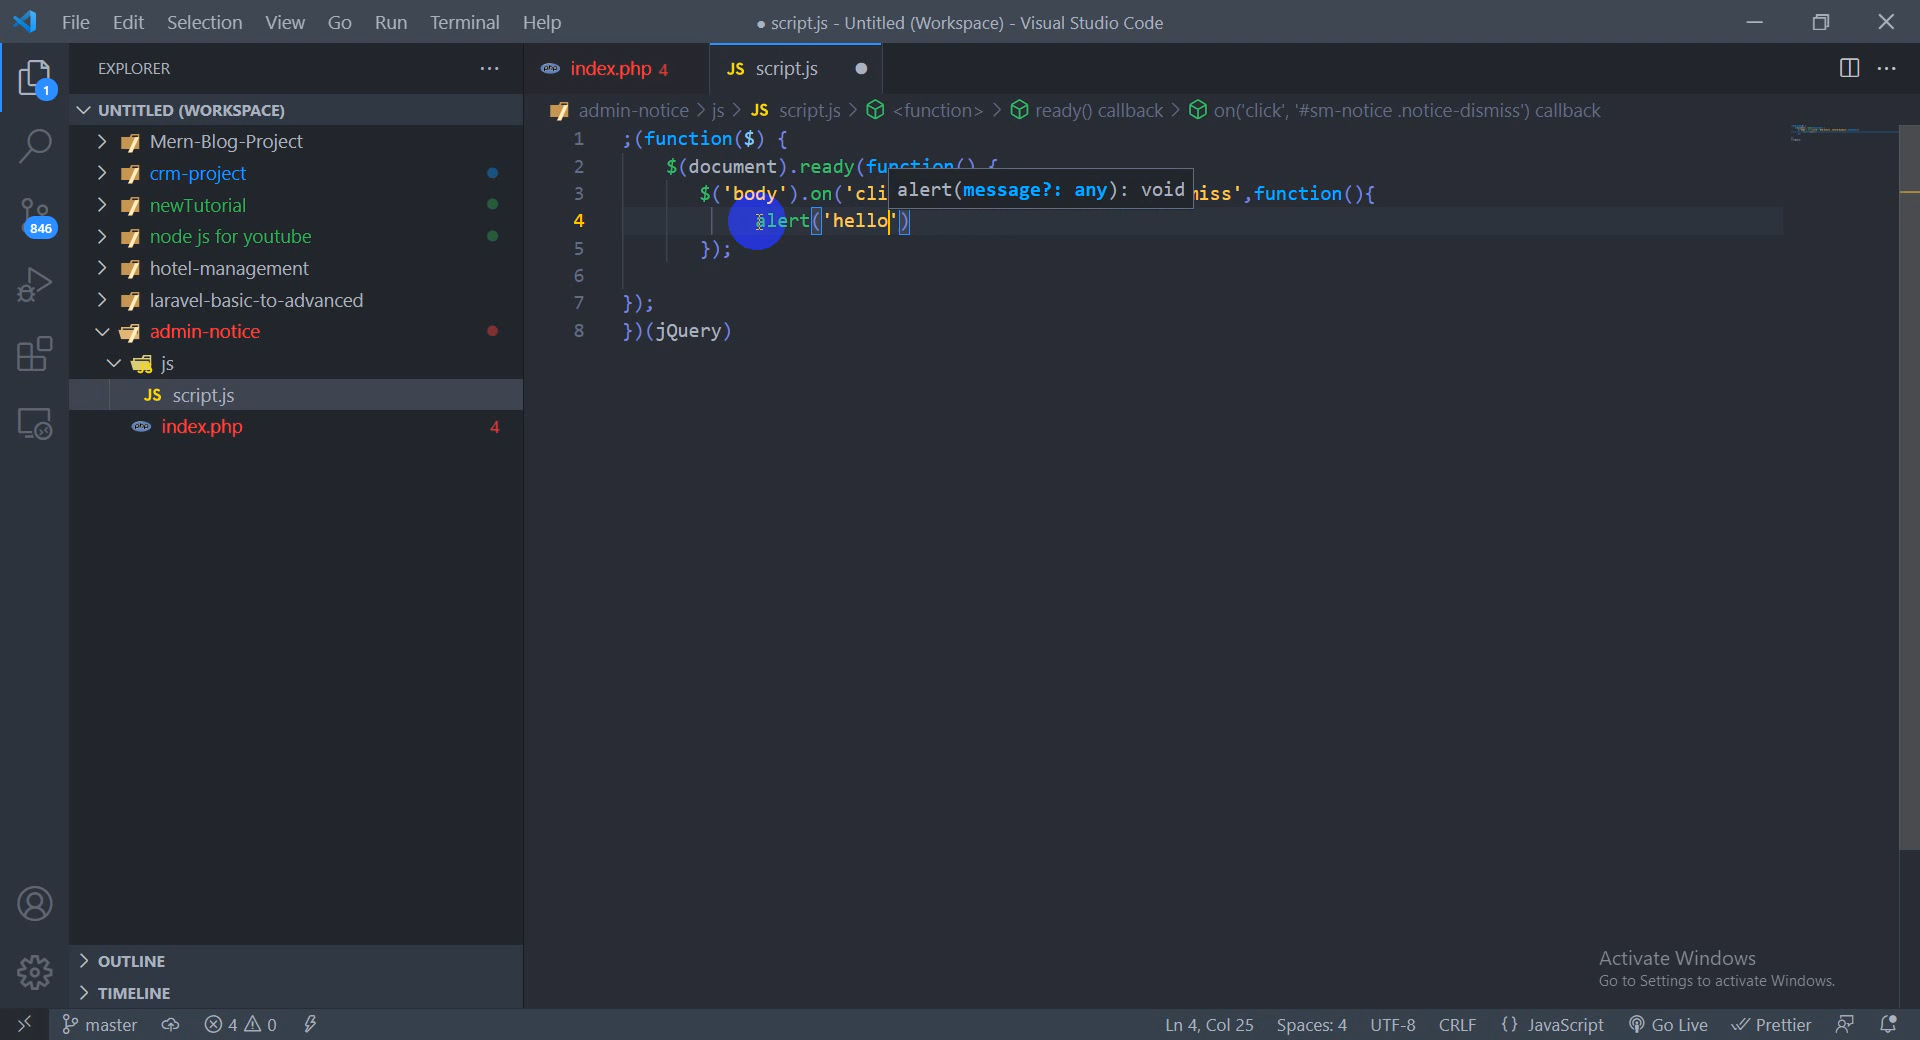 File Edit Selection View Go Run Terminal Help
● script.js - Untitled (Workspace) - Visual Studio Code
EXPLORER
1
846
UNTITLED (WORKSPACE)
Mern-Blog-Project
crm-project
newTutorial
node js for youtube
hotel-management
laravel-basic-to-advanced
admin-notice
js
JS script.js
php index.php 4
OUTLINE
TIMELINE
php index.php 4
JS script.js
admin-notice > js > JS script.js > <function> > ready() callback > on('click', '#sm-notice .notice-dismiss') callback
1 ;(function($) {
2 $(document).ready(function() {
alert(message?: any): void
3 $('body').on('cli iss',function(){
4 alert('hello')
5 });
6
7 });
8 })(jQuery)
Activate Windows
Go to Settings to activate Windows.
master 4 0 Ln 4, Col 25 Spaces: 4 UTF-8 CRLF {} JavaScript Go Live Prettier